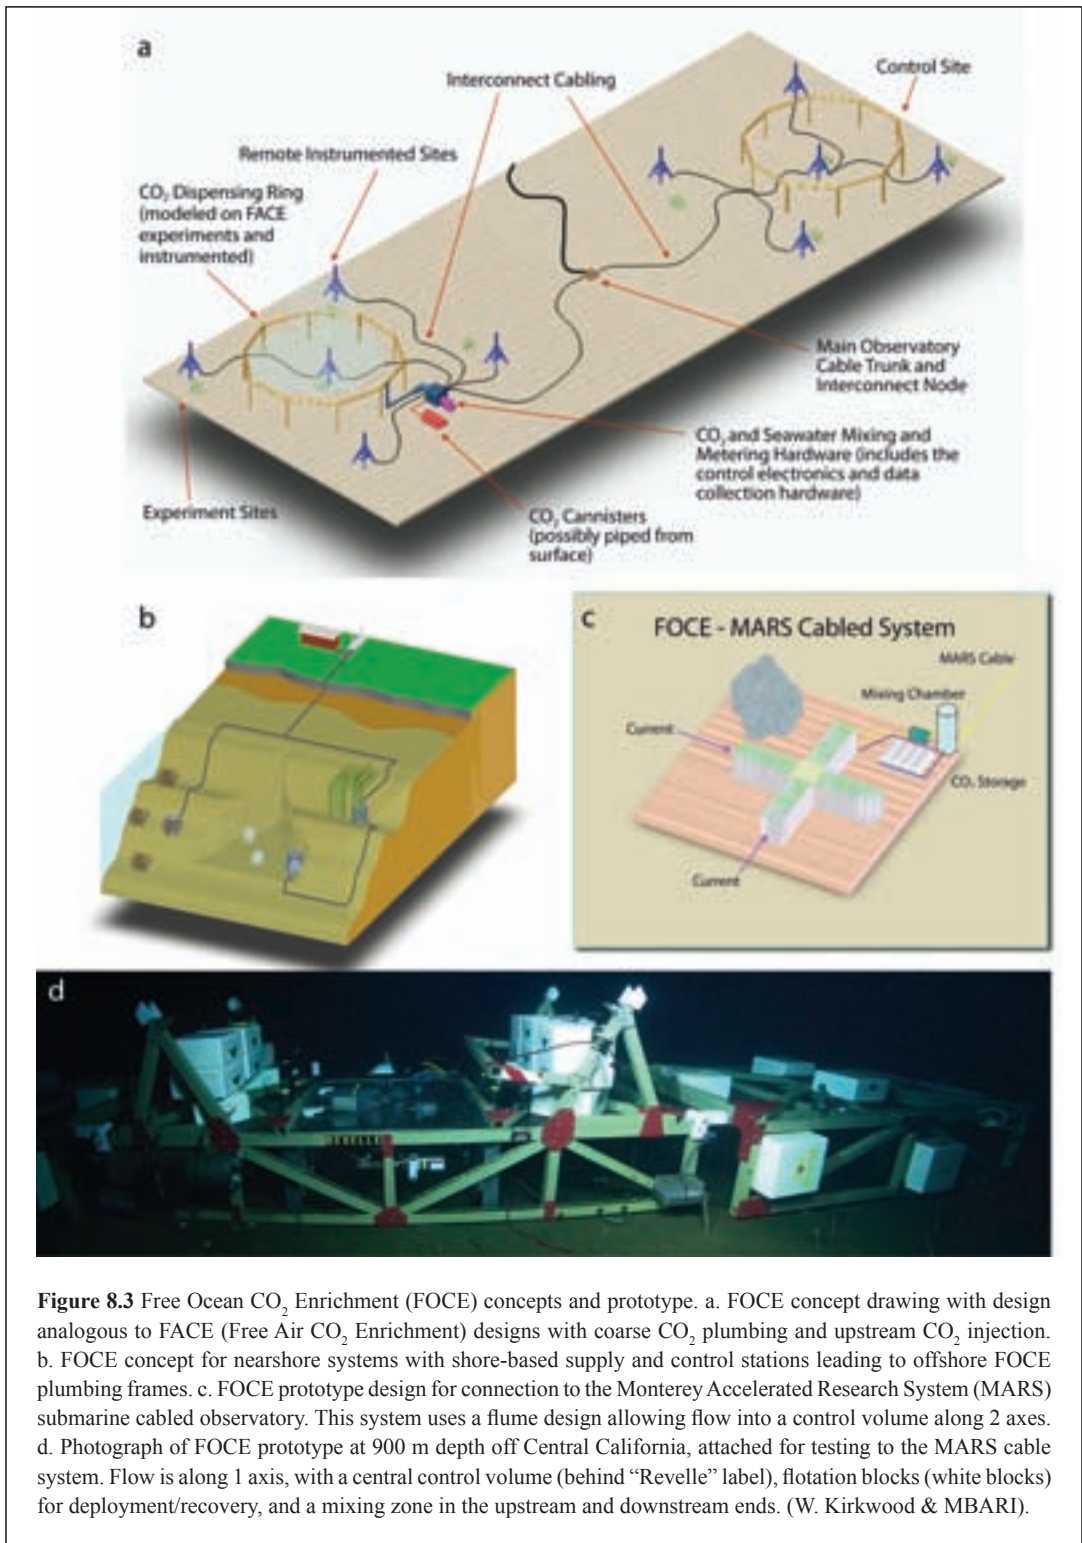 a
Interconnect Cabling
Control Site
Remote Instrumented Sites
CO₂ Dispensing Ring
(modeled on FACE
experiments and
instrumented)
Main Observatory
Cable Trunk and
Interconnect Node
CO₂ and Seawater Mixing and
Metering Hardware (includes the
control electronics and data
collection hardware)
Experiment Sites
CO₂ Cannisters
(possibly piped from
surface)
b
c
FOCE - MARS Cabled System
MARS Cable
Mixing Chamber
Current
CO₂ Storage
Current
d
REVELLE
Figure 8.3 Free Ocean CO₂ Enrichment (FOCE) concepts and prototype. a. FOCE concept drawing with design
analogous to FACE (Free Air CO₂ Enrichment) designs with coarse CO₂ plumbing and upstream CO₂ injection.
b. FOCE concept for nearshore systems with shore-based supply and control stations leading to offshore FOCE
plumbing frames. c. FOCE prototype design for connection to the Monterey Accelerated Research System (MARS)
submarine cabled observatory. This system uses a flume design allowing flow into a control volume along 2 axes.
d. Photograph of FOCE prototype at 900 m depth off Central California, attached for testing to the MARS cable
system. Flow is along 1 axis, with a central control volume (behind “Revelle” label), flotation blocks (white blocks)
for deployment/recovery, and a mixing zone in the upstream and downstream ends. (W. Kirkwood & MBARI).